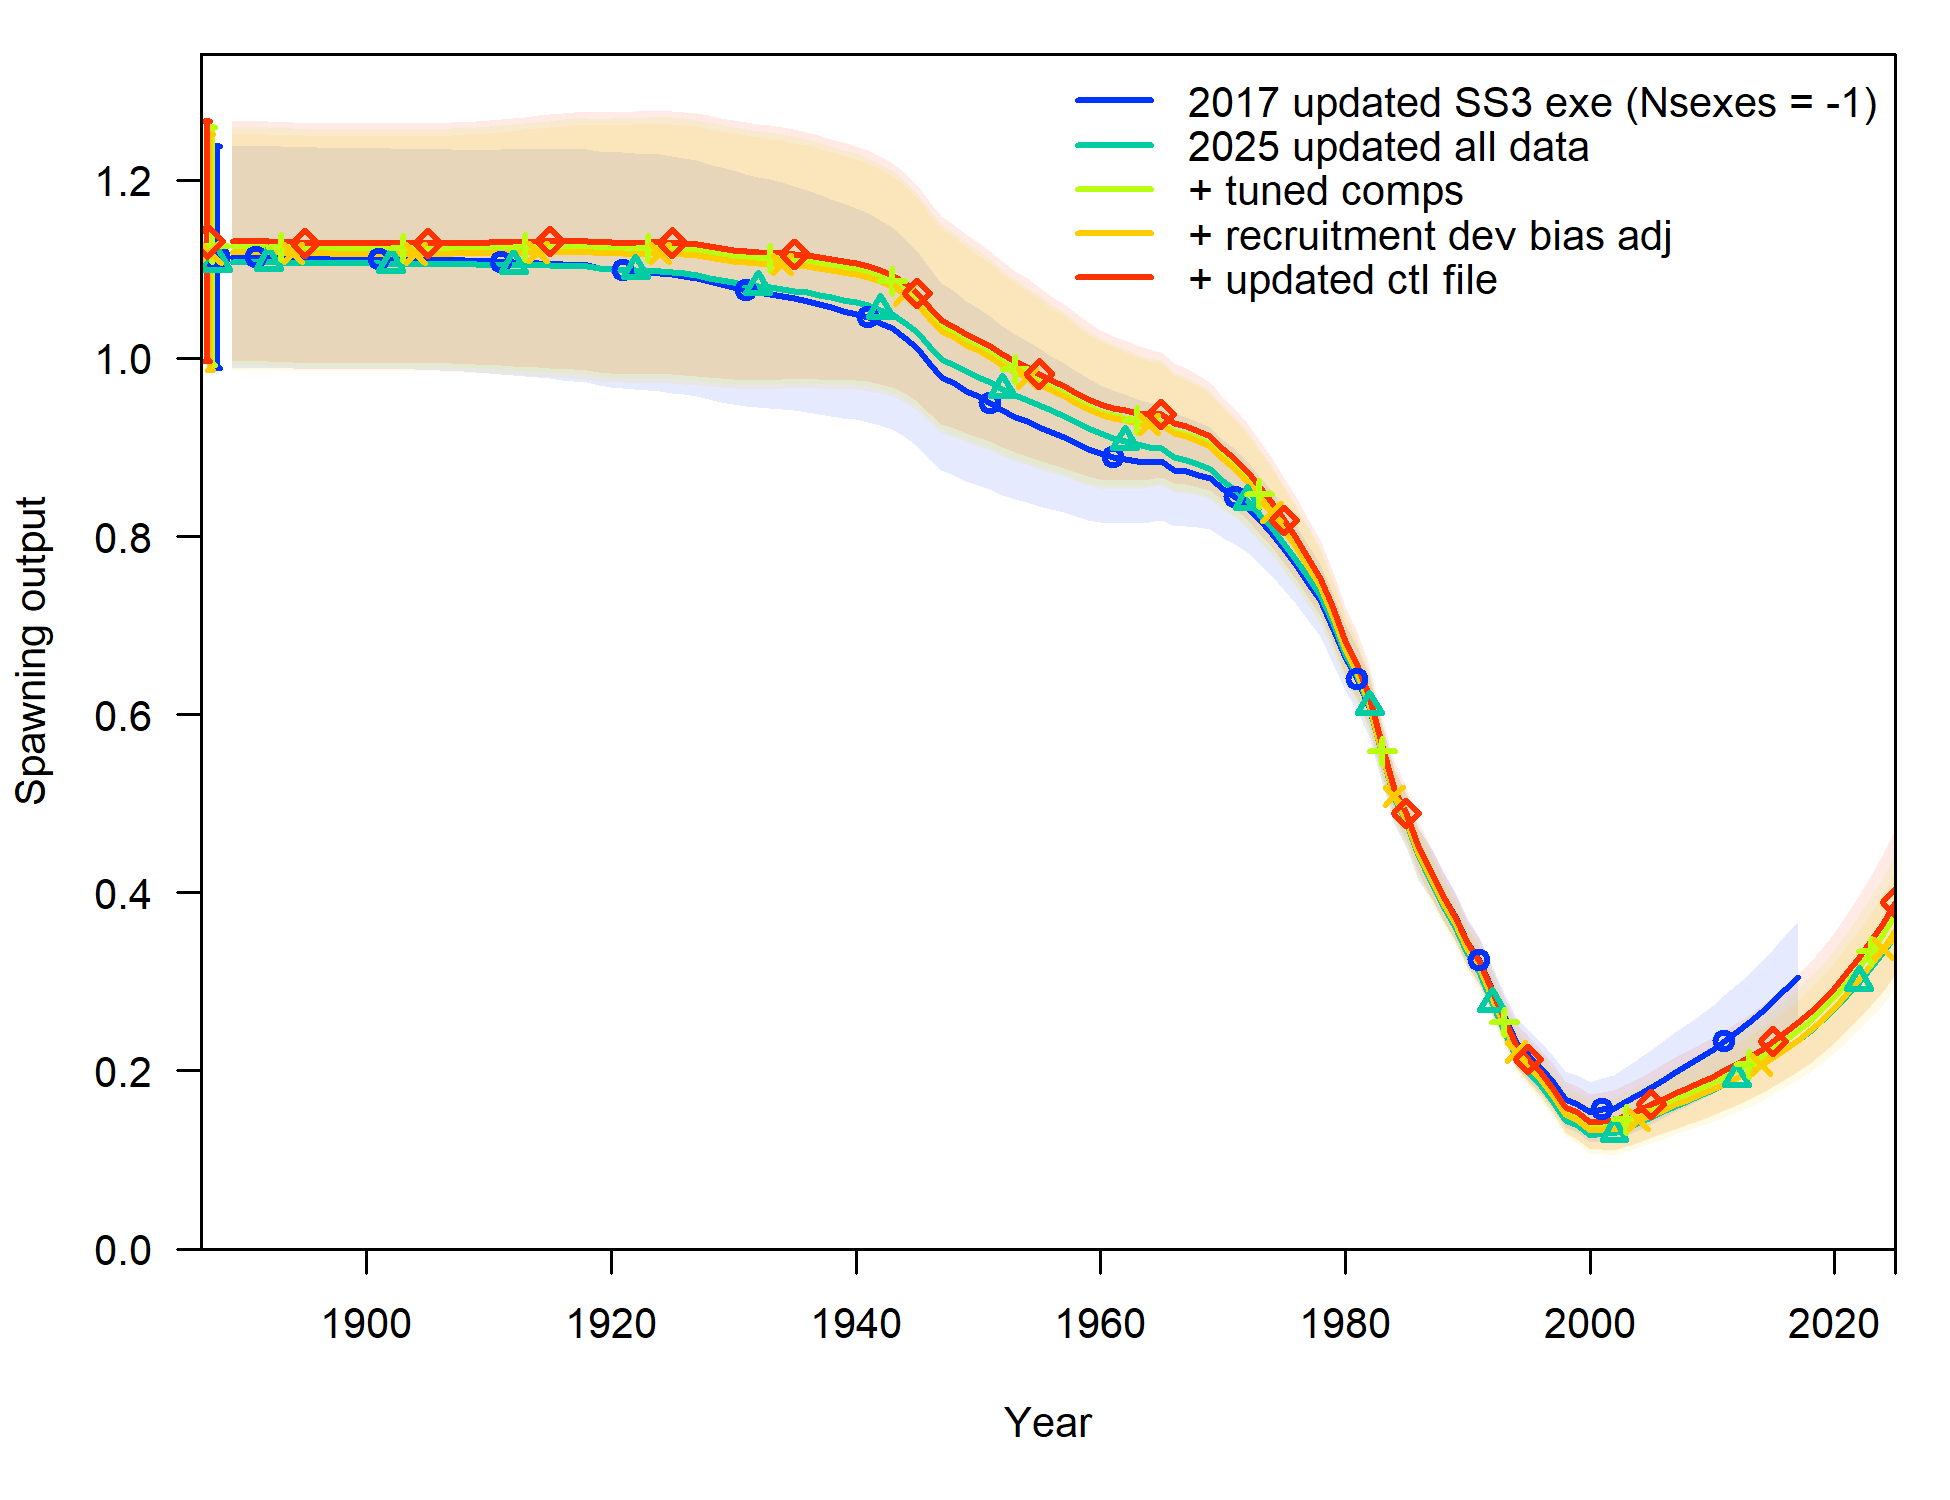 2017 updated SS3 exe (Nsexes = -1)
2025 updated all data
+ tuned comps
+ recruitment dev bias adj
+ updated ctl file
Spawning output
1.2
1.0
0.8
0.6
0.4
0.2
0.0
1900 1920 1940 1960 1980 2000 2020
Year